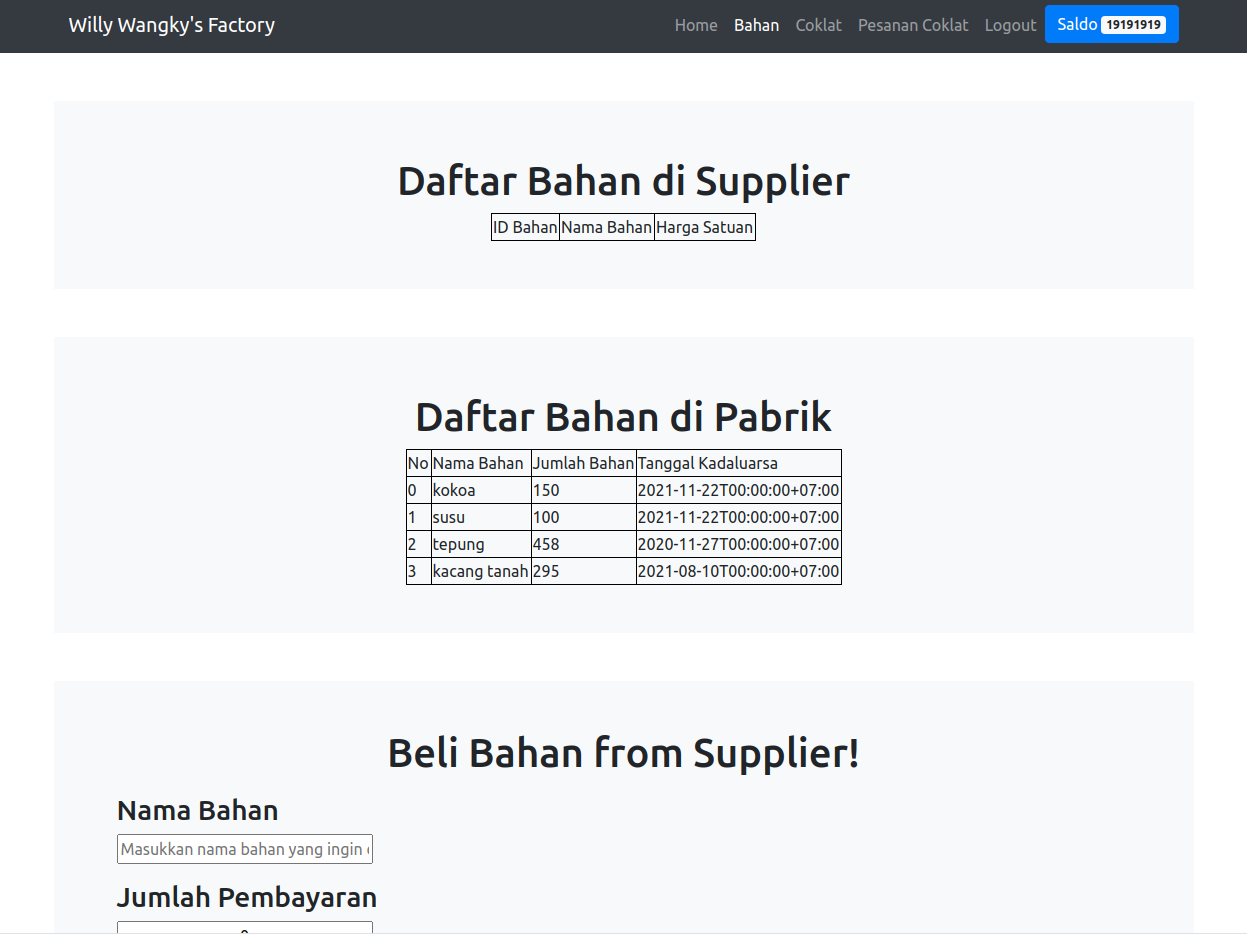 Willy Wangky's Factory Home Bahan Coklat Pesanan Coklat Logout Saldo 19191919
Daftar Bahan di Supplier
ID Bahan Nama Bahan Harga Satuan
Daftar Bahan di Pabrik
No Nama Bahan Jumlah Bahan Tanggal Kadaluarsa
0 kokoa 150 2021-11-22T00:00:00+07:00
1 susu 100 2021-11-22T00:00:00+07:00
2 tepung 458 2020-11-27T00:00:00+07:00
3 kacang tanah 295 2021-08-10T00:00:00+07:00
Beli Bahan from Supplier!
Nama Bahan
Masukkan nama bahan yang ingin
Jumlah Pembayaran